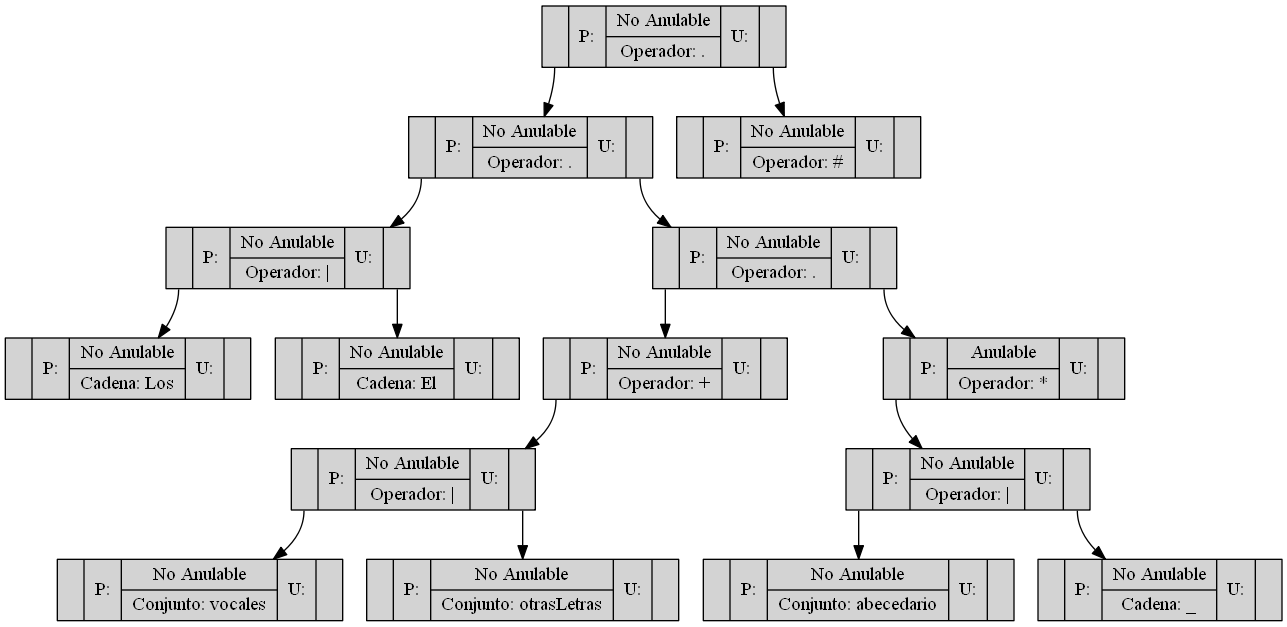 No Anulable
P: U:
Operador: .
No Anulable No Anulable
P: U: P: U:
Operador: . Operador: #
No Anulable No Anulable
P: U: P: U:
Operador: | Operador: .
No Anulable No Anulable No Anulable Anulable
P: U: P: U: P: U: P: U:
Cadena: Los Cadena: El Operador: + Operador: *
No Anulable No Anulable
P: U: P: U:
Operador: | Operador: |
No Anulable No Anulable No Anulable No Anulable
P: U: P: U: P: U: P: U:
Conjunto: vocales Conjunto: otrasLetras Conjunto: abecedario Cadena: _